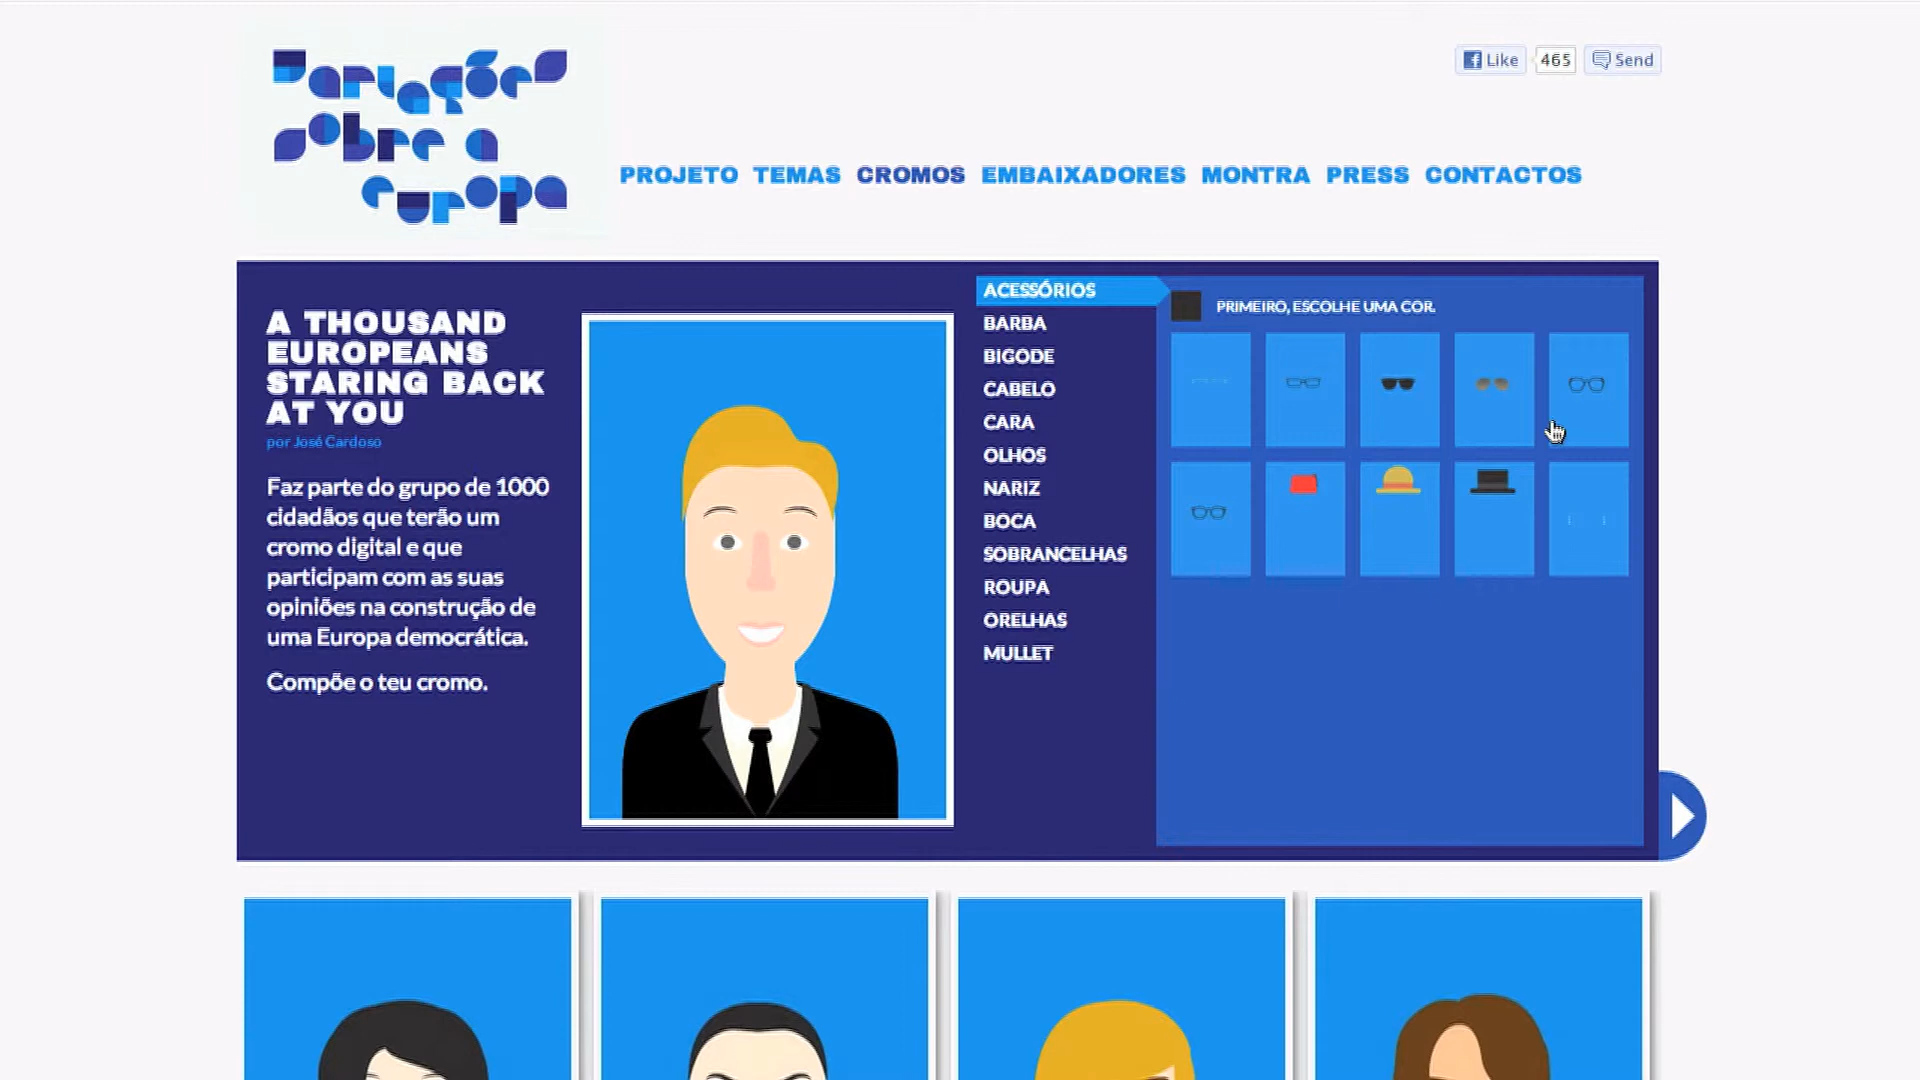 Variações
sobre a
europa
Like 465 Send
PROJETO TEMAS CROMOS EMBAIXADORES MONTRA PRESS CONTACTOS
A THOUSAND
EUROPEANS
STARING BACK
AT YOU
por José Cardoso
Faz parte do grupo de 1000
cidadãos que terão um
cromo digital e que
participam com as suas
opiniões na construção de
uma Europa democrática.
Compõe o teu cromo.
ACESSÓRIOS
BARBA
BIGODE
CABELO
CARA
OLHOS
NARIZ
BOCA
SOBRANCELHAS
ROUPA
ORELHAS
MULLET
PRIMEIRO, ESCOLHE UMA COR.